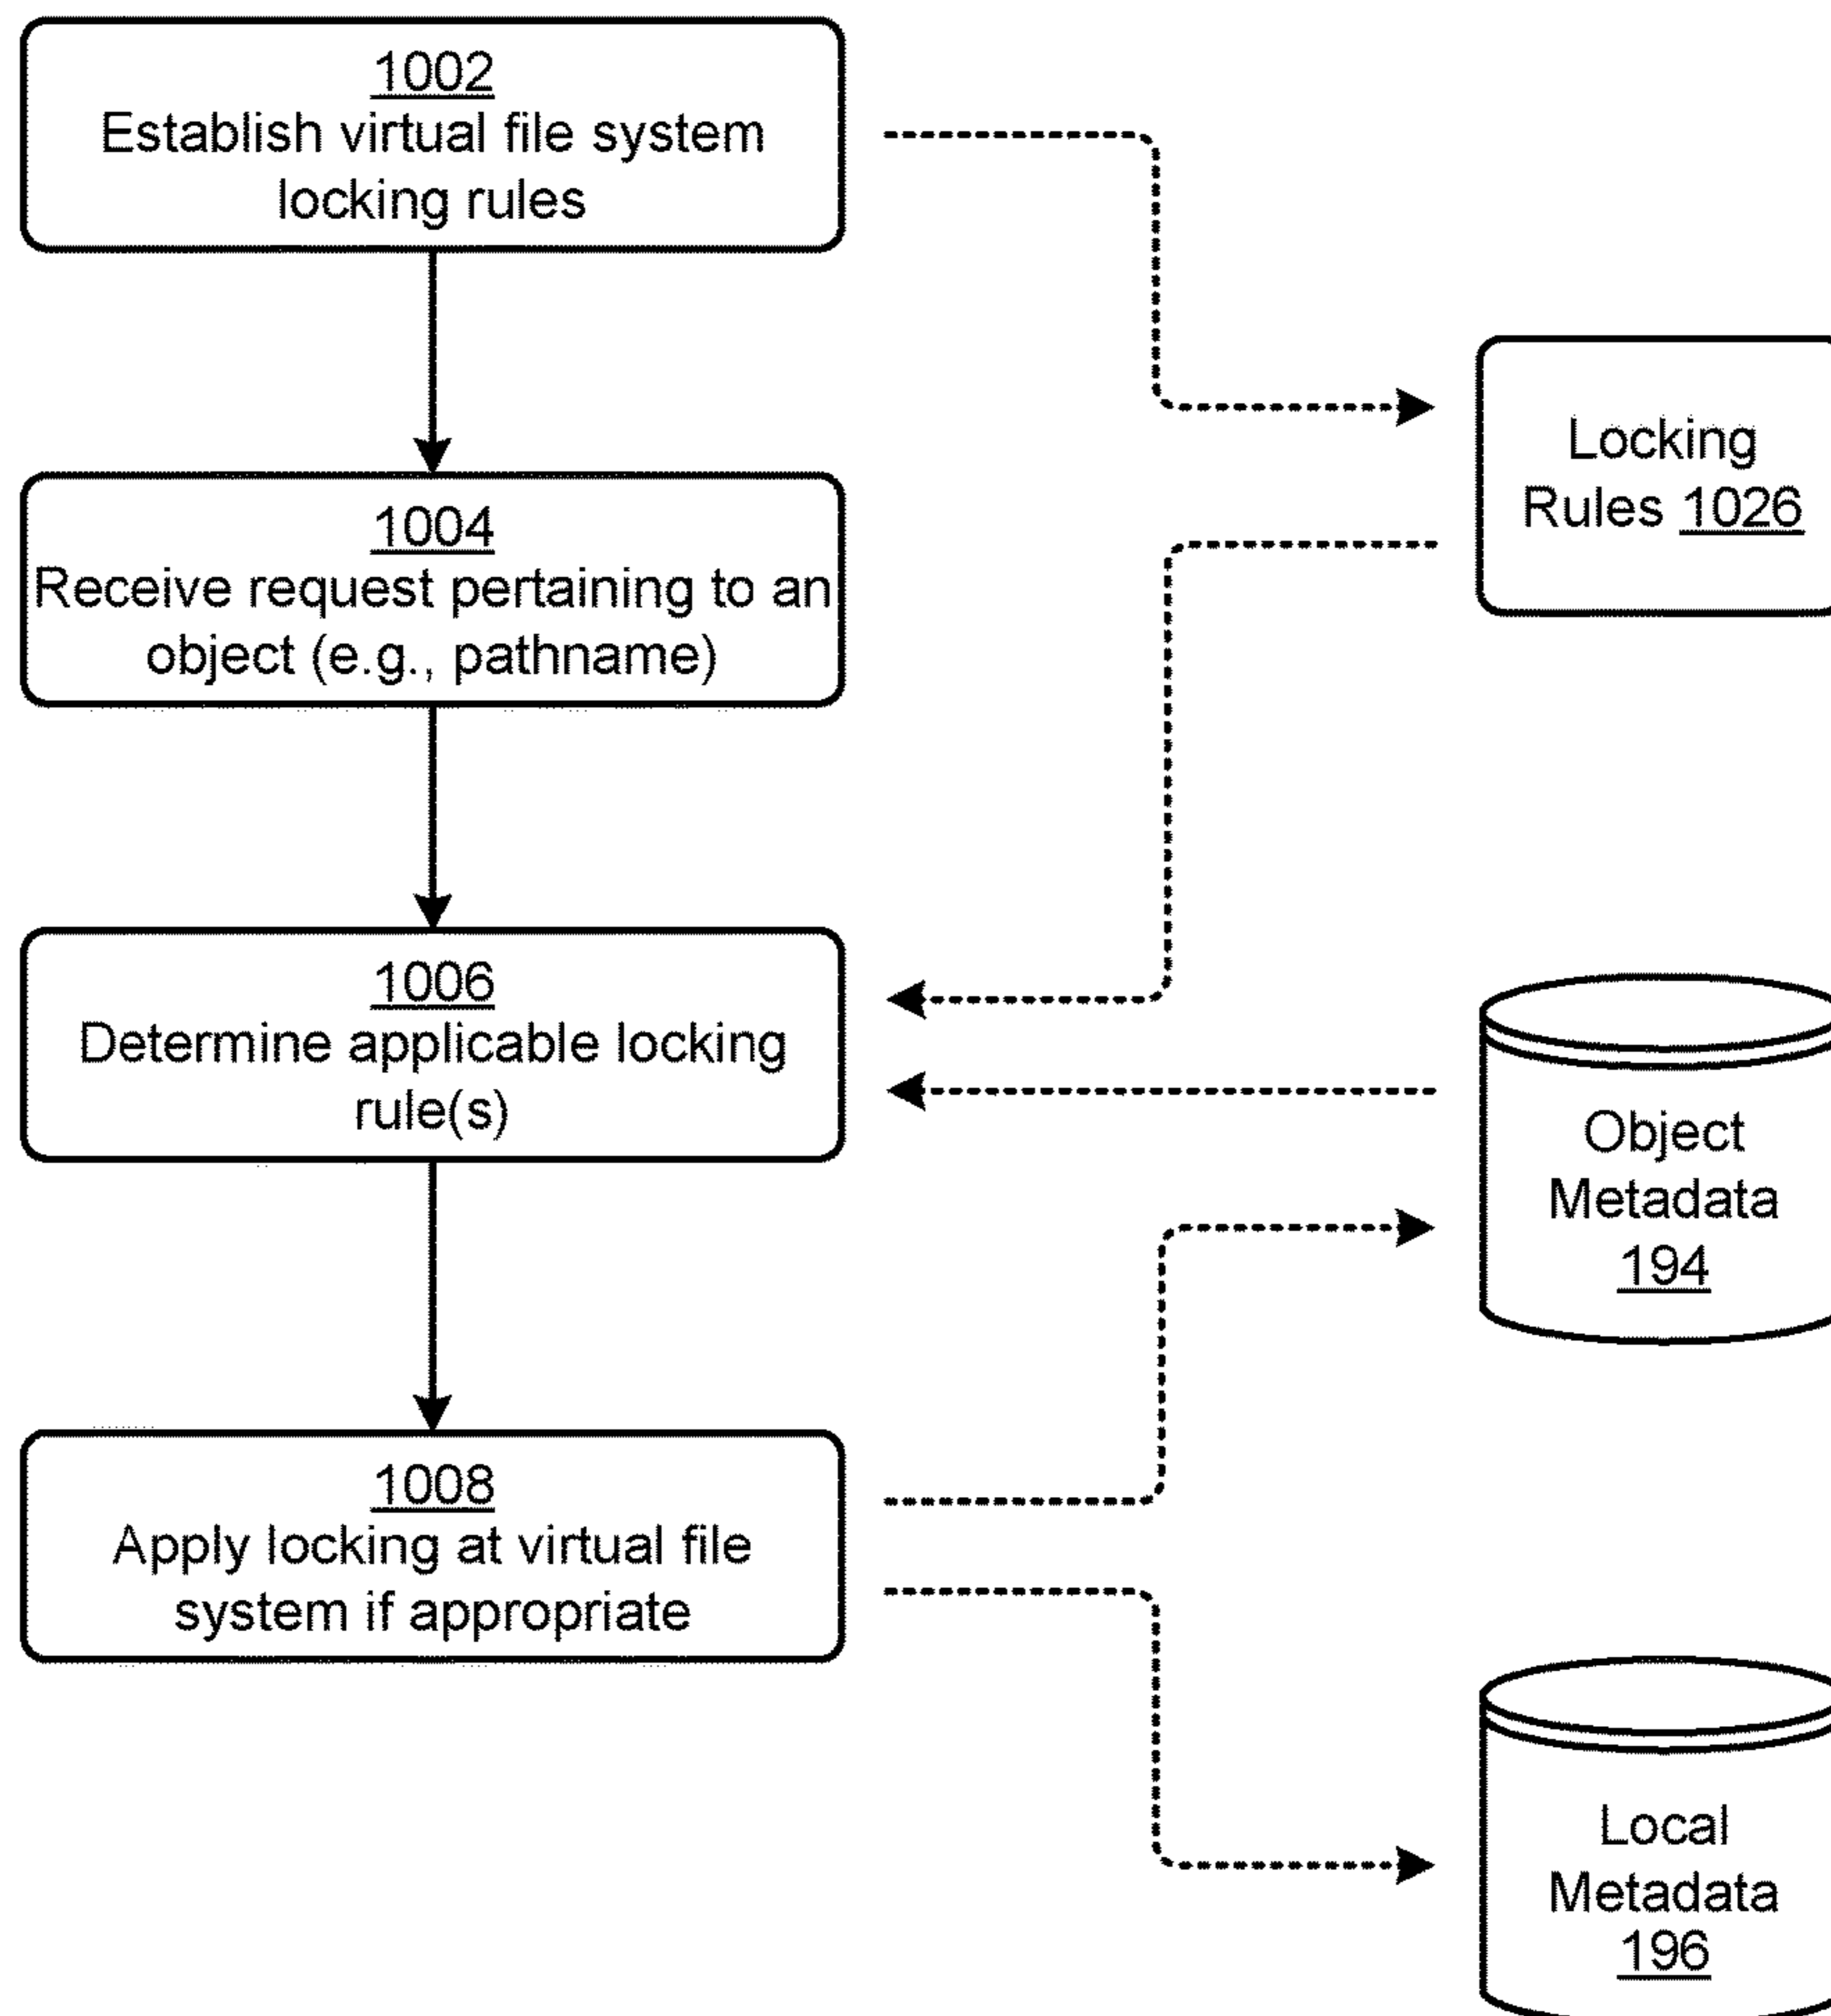 1002
Establish virtual file system
locking rules
1004
Receive request pertaining to an
object (e.g., pathname)
1006
Determine applicable locking
rule(s)
1008
Apply locking at virtual file
system if appropriate
Locking
Rules 1026
Object
Metadata
194
Local
Metadata
196